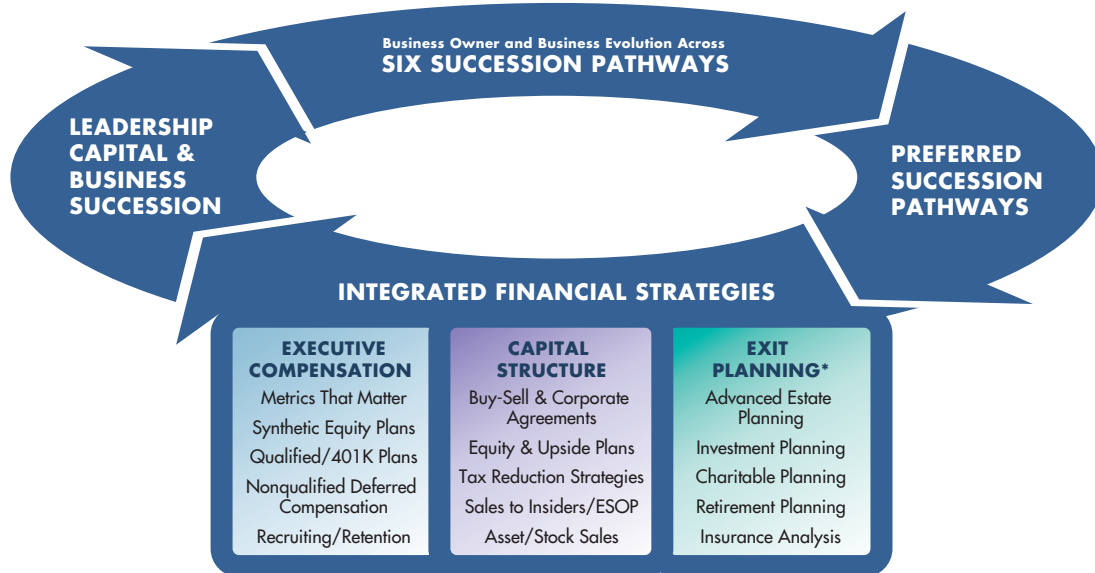 Business Owner and Business Evolution Across
SIX SUCCESSION PATHWAYS
LEADERSHIP
CAPITAL &
BUSINESS
SUCCESSION
PREFERRED
SUCCESSION
PATHWAYS
INTEGRATED FINANCIAL STRATEGIES
EXECUTIVE
COMPENSATION
Metrics That Matter
Synthetic Equity Plans
Qualified/401K Plans
Nonqualified Deferred
Compensation
Recruiting/Retention
CAPITAL
STRUCTURE
Buy-Sell & Corporate
Agreements
Equity & Upside Plans
Tax Reduction Strategies
Sales to Insiders/ESOP
Asset/Stock Sales
EXIT
PLANNING*
Advanced Estate
Planning
Investment Planning
Charitable Planning
Retirement Planning
Insurance Analysis